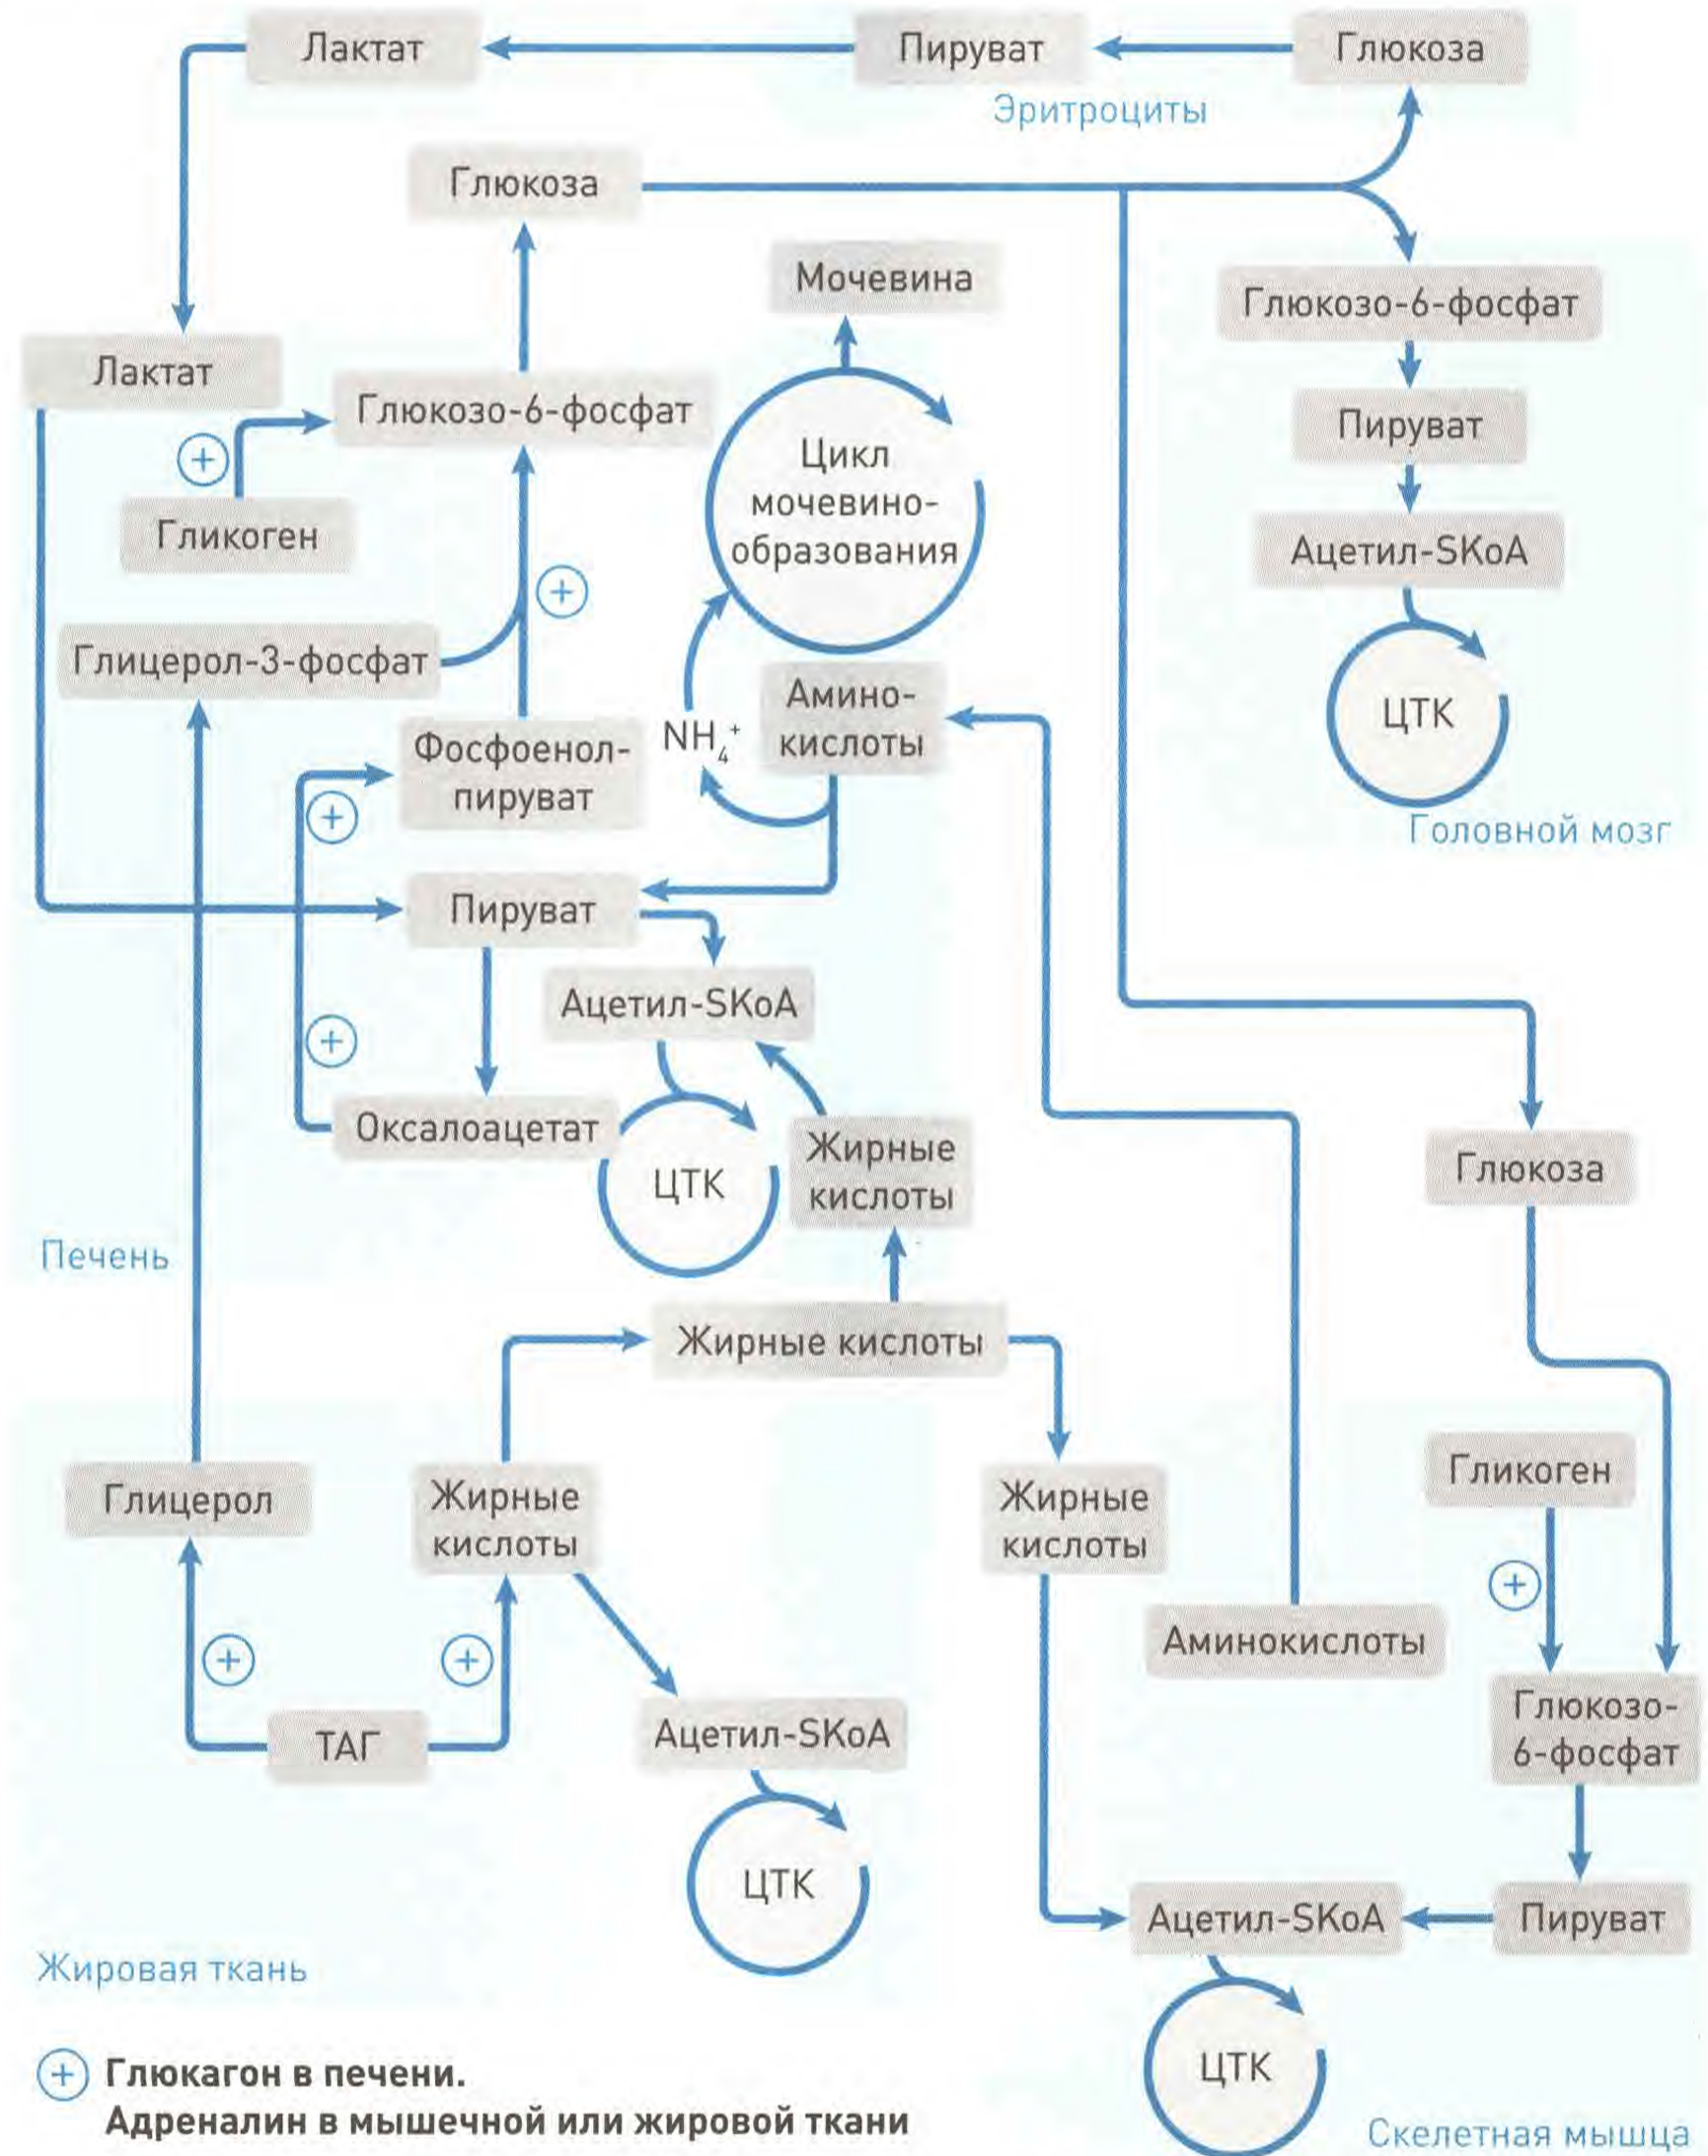 Лактат
Пируват
Глюкоза
Эритроциты
Глюкоза
Мочевина
Глюкозо-6-фосфат
Лактат
Глюкозо-6-фосфат
Пируват
Цикл
мочевино-
образования
Гликоген
+
Ацетил-SKoA
+
Глицерол-3-фосфат
Амино-
кислоты
NH₄⁺
ЦТК
Фосфоенол-
пируват
+
Головной мозг
Пируват
Ацетил-SKoA
+
Оксалоацетат
Жирные
кислоты
ЦТК
Глюкоза
Печень
Жирные кислоты
Глицерол
Жирные
кислоты
Жирные
кислоты
Гликоген
+
Аминокислоты
+
+
ТАГ
Ацетил-SKoA
Глюкозо-
6-фосфат
ЦТК
Ацетил-SKoA
Пируват
Жировая ткань
ЦТК
+ Глюкагон в печени.
Адреналин в мышечной или жировой ткани
Скелетная мышца